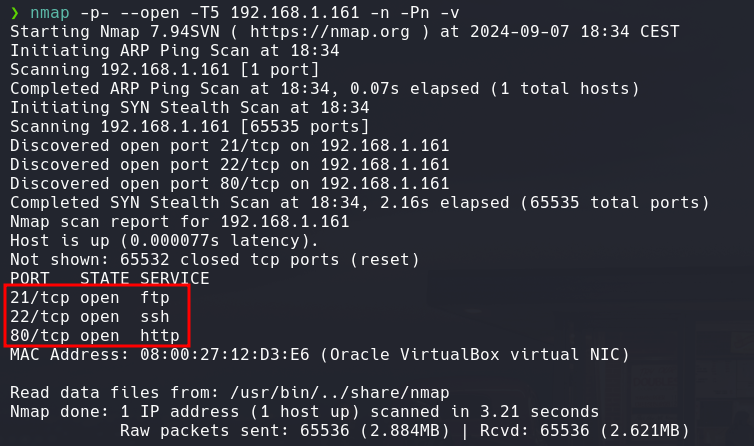 ❯ nmap -p- --open -T5 192.168.1.161 -n -Pn -v
Starting Nmap 7.94SVN ( https://nmap.org ) at 2024-09-07 18:34 CEST
Initiating ARP Ping Scan at 18:34
Scanning 192.168.1.161 [1 port]
Completed ARP Ping Scan at 18:34, 0.07s elapsed (1 total hosts)
Initiating SYN Stealth Scan at 18:34
Scanning 192.168.1.161 [65535 ports]
Discovered open port 21/tcp on 192.168.1.161
Discovered open port 22/tcp on 192.168.1.161
Discovered open port 80/tcp on 192.168.1.161
Completed SYN Stealth Scan at 18:34, 2.16s elapsed (65535 total ports)
Nmap scan report for 192.168.1.161
Host is up (0.000077s latency).
Not shown: 65532 closed tcp ports (reset)
PORT   STATE SERVICE
21/tcp open  ftp
22/tcp open  ssh
80/tcp open  http
MAC Address: 08:00:27:12:D3:E6 (Oracle VirtualBox virtual NIC)

Read data files from: /usr/bin/../share/nmap
Nmap done: 1 IP address (1 host up) scanned in 3.21 seconds
           Raw packets sent: 65536 (2.884MB) | Rcvd: 65536 (2.621MB)